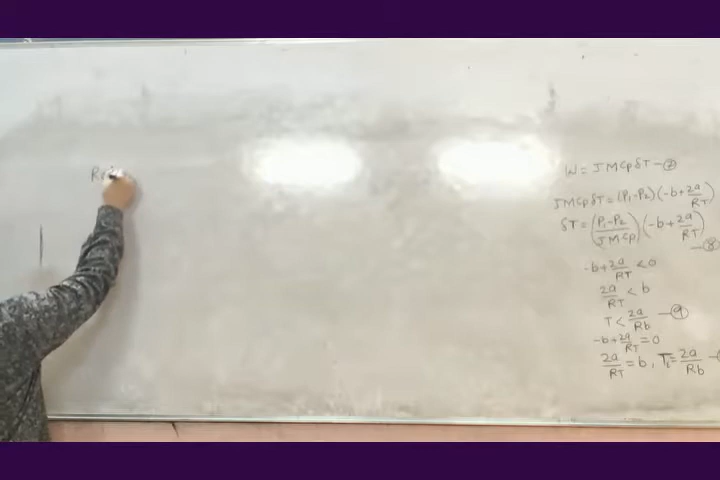 W = JMCpδT —⑦
JMCpδT = (P₁-P₂)(-b+2a/RT)
δT = (P₁-P₂/JMCp)(-b+2a/RT)
—⑧
-b+2a/RT < 0
2a/RT < b
T < 2a/Rb —⑨
-b+2a/RT = 0
2a/RT = b, Tᵢ = 2a/Rb —